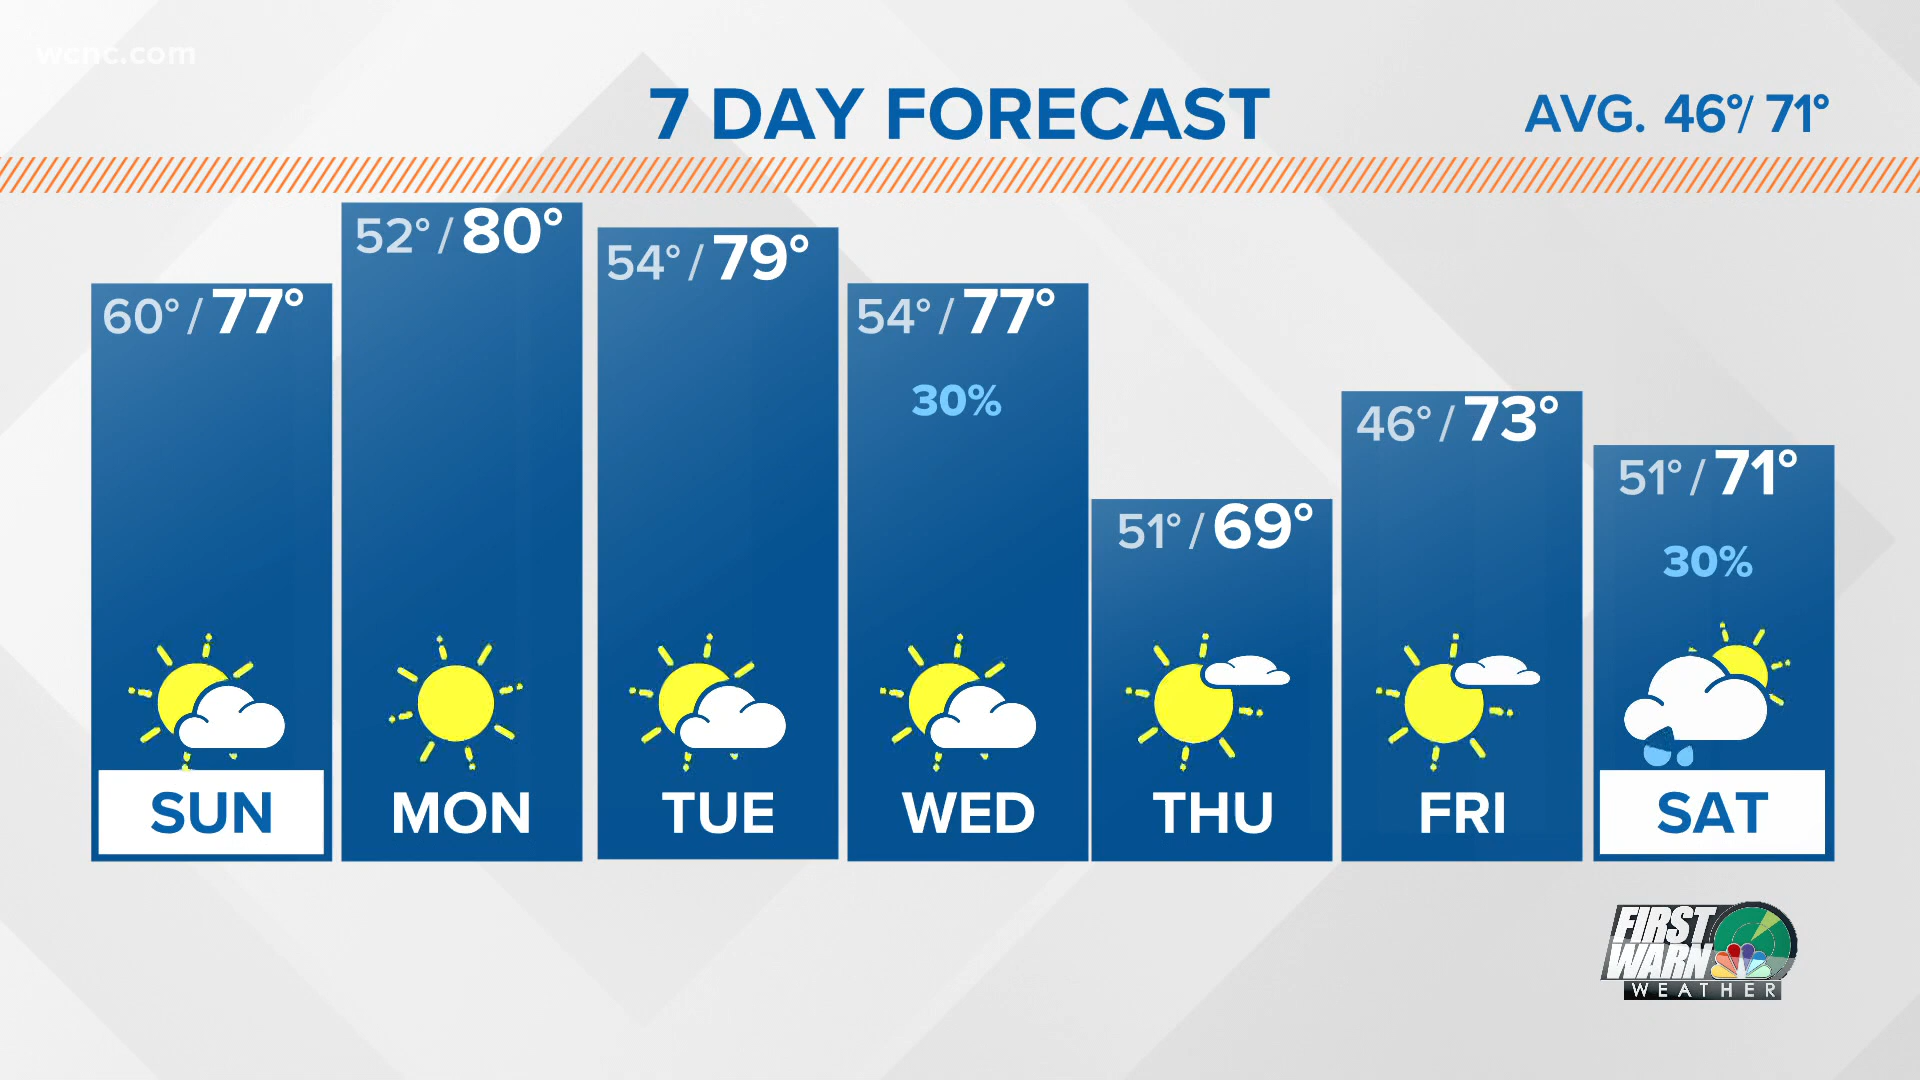 wcnc.com
7 DAY FORECAST
AVG. 46°/ 71°
60° / 77°
SUN
52° / 80°
MON
54° / 79°
TUE
54° / 77°
30%
WED
51° / 69°
THU
46° / 73°
FRI
51° / 71°
30%
SAT
FIRST
WARN
WEATHER